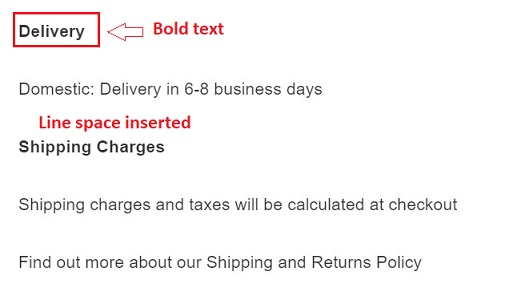 Delivery Bold text
Domestic: Delivery in 6-8 business days
Line space inserted
Shipping Charges
Shipping charges and taxes will be calculated at checkout
Find out more about our Shipping and Returns Policy